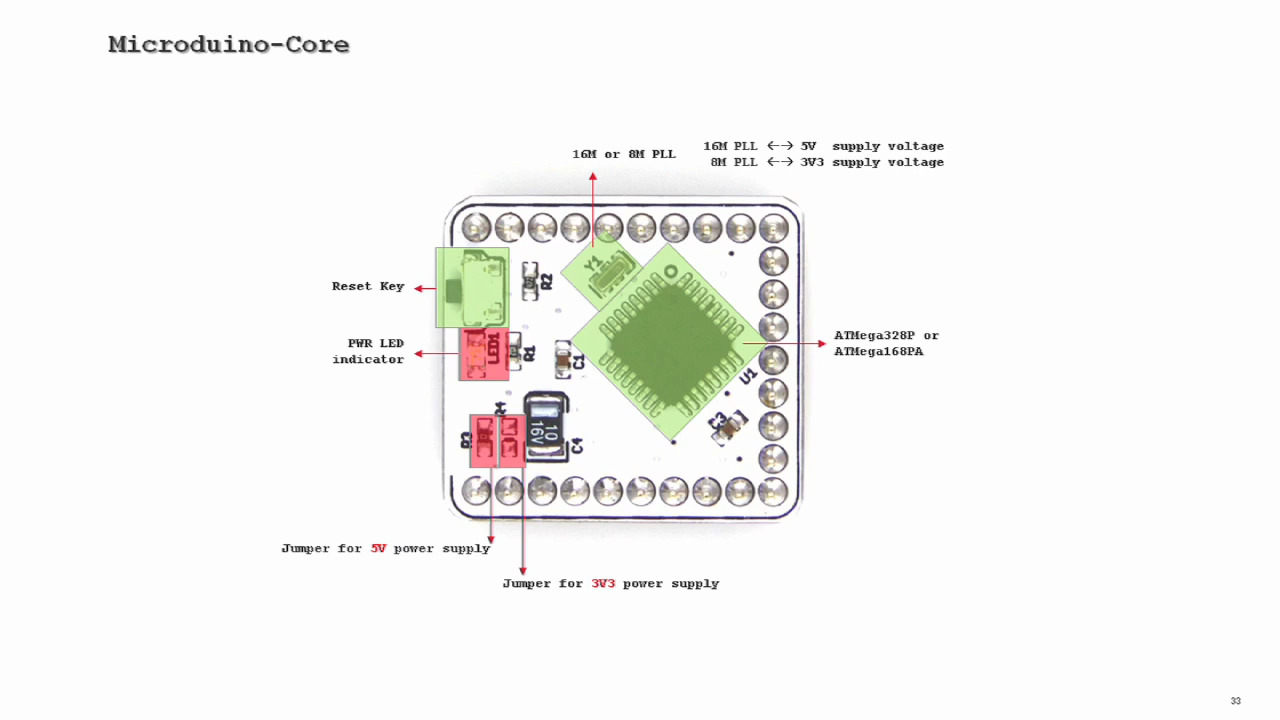 Microduino-Core
16M or 8M PLL
16M PLL <--> 5V supply voltage
8M PLL <--> 3V3 supply voltage
Y1
Reset Key
R2
PWR LED
indicator
LED1
R1
C1
ATMega328P or
ATMega168PA
U1
R4
R3
10
16V
C4
C3
Jumper for 5V power supply
Jumper for 3V3 power supply
33